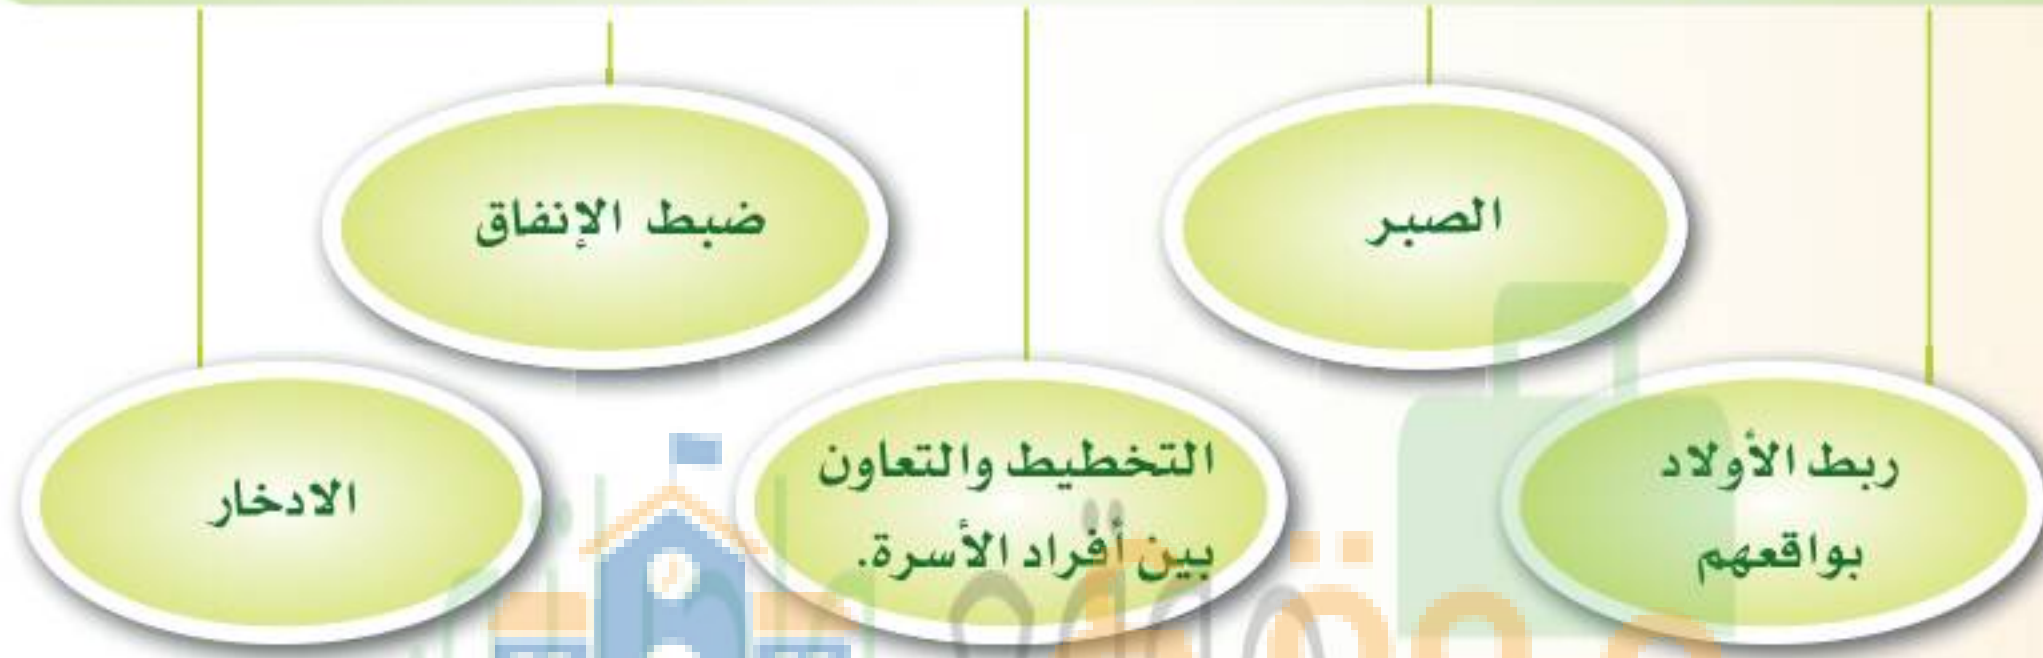 الصبر
ضبط الإنفاق
ربط الأولاد
بواقعهم
التخطيط والتعاون
بين أفراد الأسرة.
الادخار